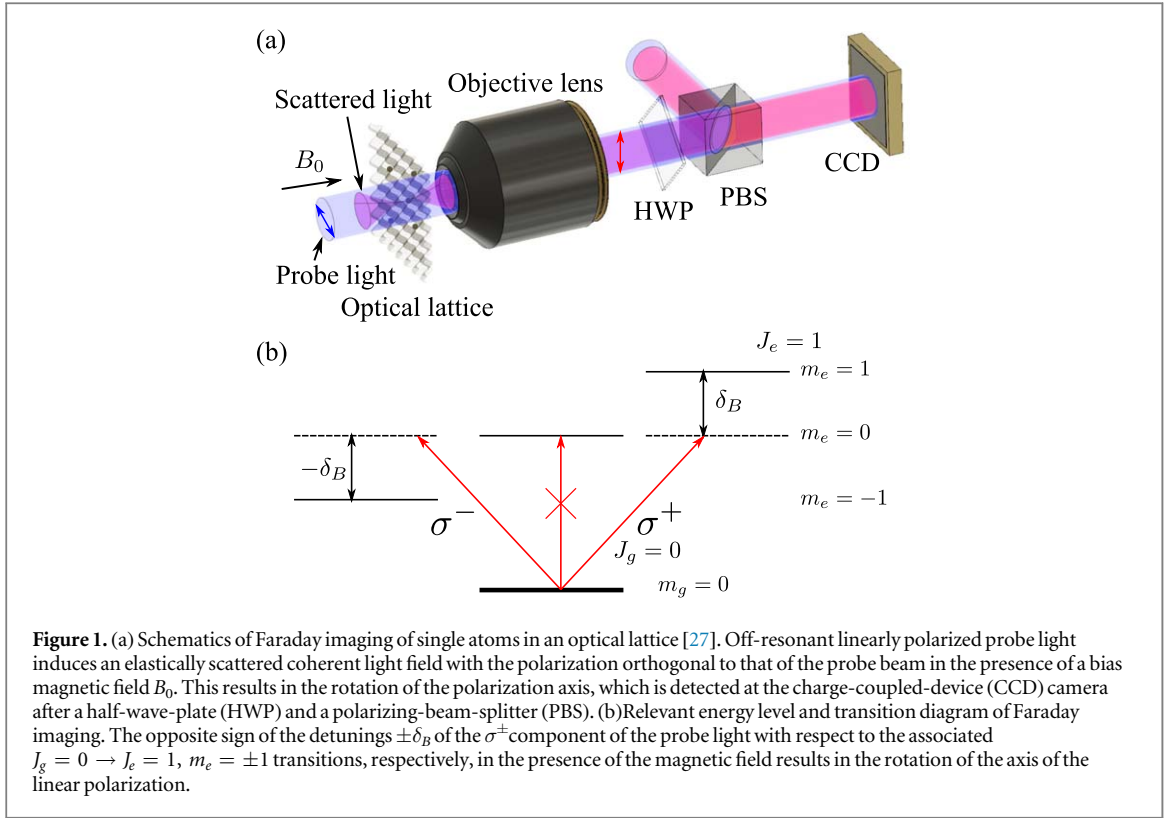 (a)
Objective lens
Scattered light
B₀
CCD
PBS
HWP
Probe light
Optical lattice
(b)
Jₑ = 1
mₑ = 1
δ_B
mₑ = 0
−δ_B
mₑ = −1
σ⁻
σ⁺
J_g = 0
m_g = 0
Figure 1. (a) Schematics of Faraday imaging of single atoms in an optical lattice [27]. Off-resonant linearly polarized probe light
induces an elastically scattered coherent light field with the polarization orthogonal to that of the probe beam in the presence of a bias
magnetic field B₀. This results in the rotation of the polarization axis, which is detected at the charge-coupled-device (CCD) camera
after a half-wave-plate (HWP) and a polarizing-beam-splitter (PBS). (b)Relevant energy level and transition diagram of Faraday
imaging. The opposite sign of the detunings ±δ_B of the σ^± component of the probe light with respect to the associated
J_g = 0 → Jₑ = 1, mₑ = ±1 transitions, respectively, in the presence of the magnetic field results in the rotation of the axis of the
linear polarization.